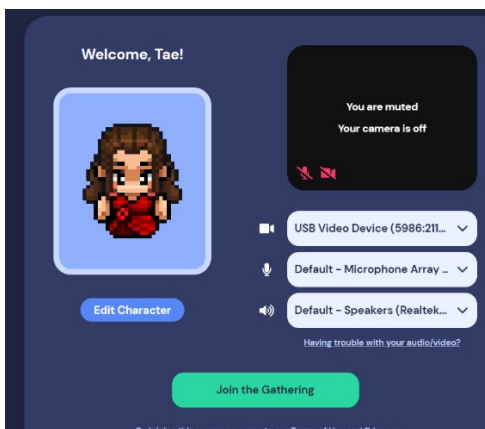 Welcome, Tae!
You are muted
Your camera is off
USB Video Device (5986:211...
Default - Microphone Array ...
Default - Speakers (Realtek...
Edit Character
Having trouble with your audio/video?
Join the Gathering